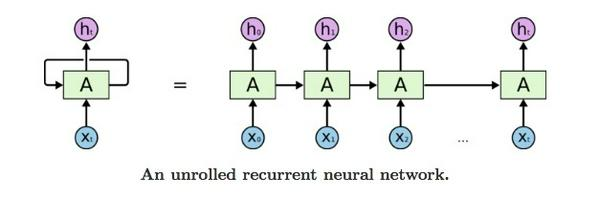 hₜ h₀ h₁ h₂ hₜ
A = A A A A
xₜ x₀ x₁ x₂ ... xₜ
An unrolled recurrent neural network.